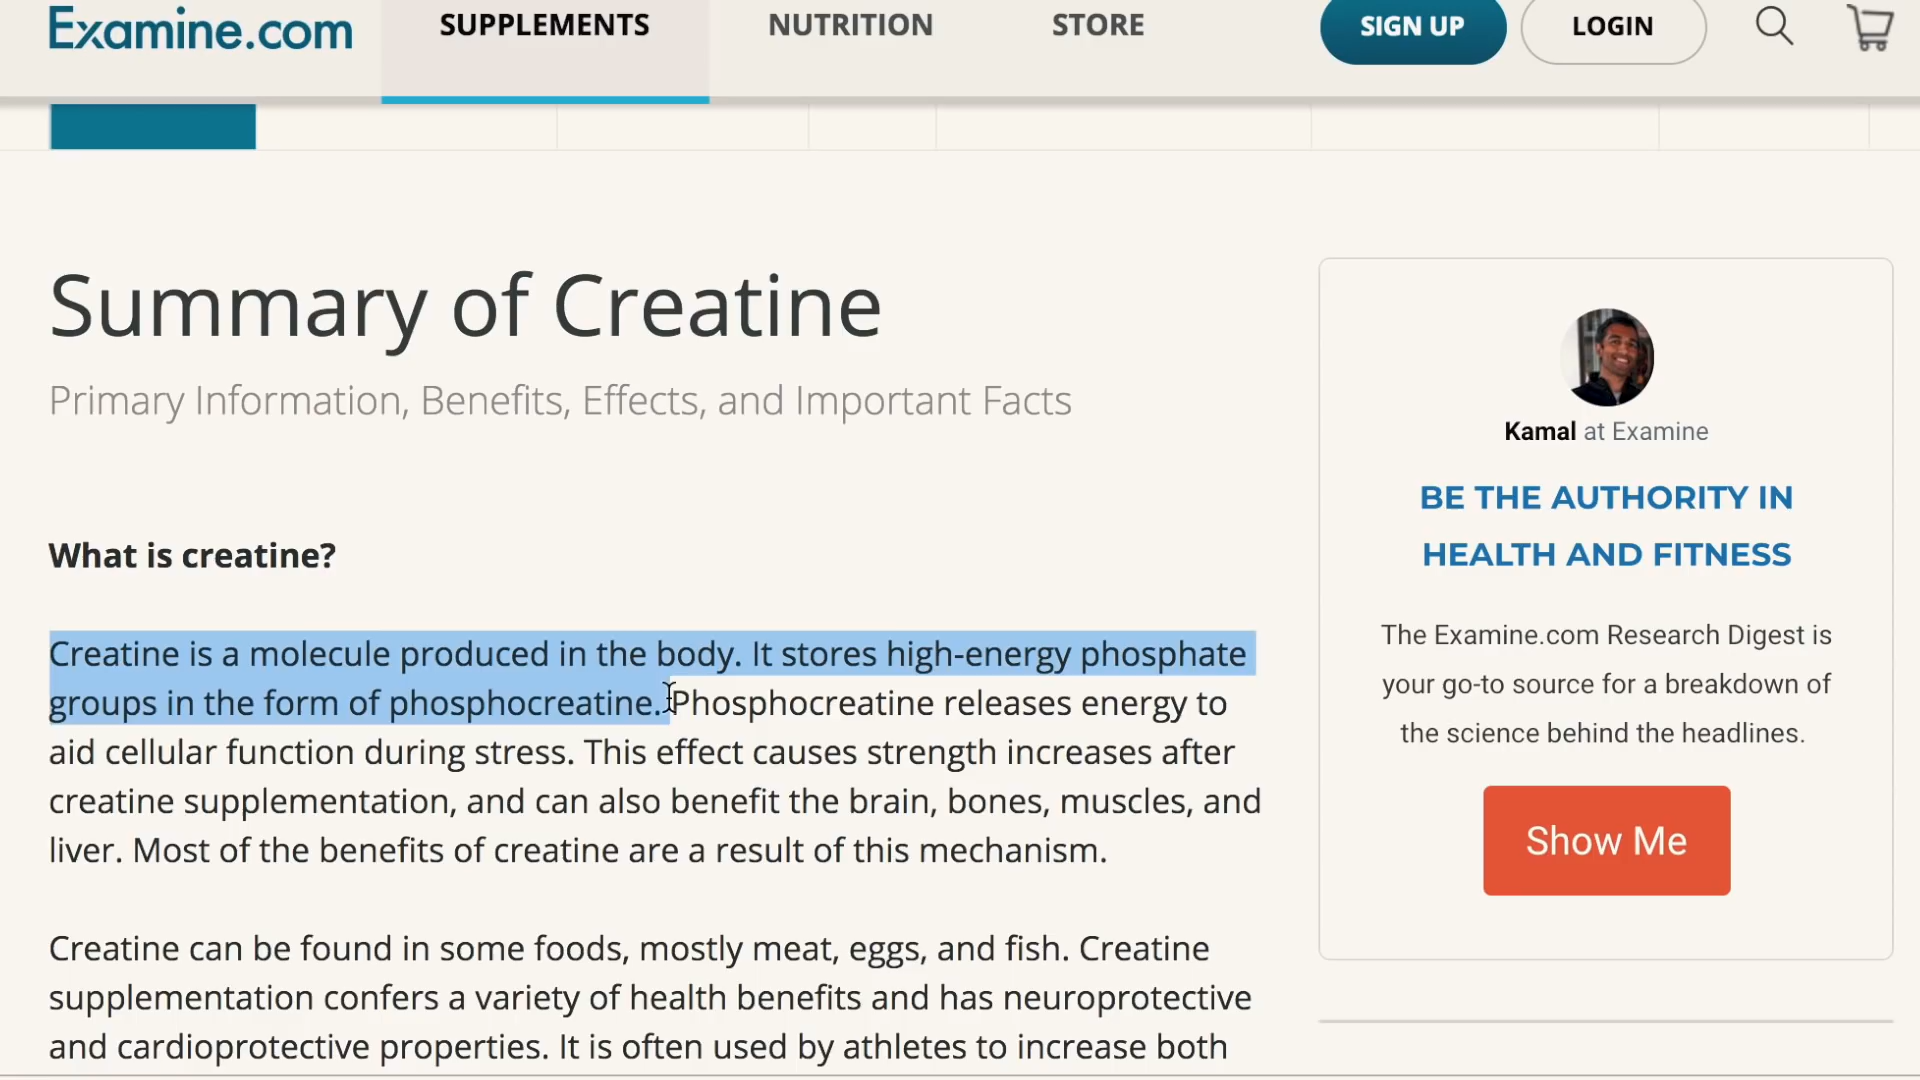 Examine.com
SUPPLEMENTS
NUTRITION
STORE
SIGN UP
LOGIN
Summary of Creatine
Primary Information, Benefits, Effects, and Important Facts
What is creatine?
Creatine is a molecule produced in the body. It stores high-energy phosphate
groups in the form of phosphocreatine. Phosphocreatine releases energy to
aid cellular function during stress. This effect causes strength increases after
creatine supplementation, and can also benefit the brain, bones, muscles, and
liver. Most of the benefits of creatine are a result of this mechanism.
Creatine can be found in some foods, mostly meat, eggs, and fish. Creatine
supplementation confers a variety of health benefits and has neuroprotective
and cardioprotective properties. It is often used by athletes to increase both
Kamal at Examine
BE THE AUTHORITY IN
HEALTH AND FITNESS
The Examine.com Research Digest is
your go-to source for a breakdown of
the science behind the headlines.
Show Me